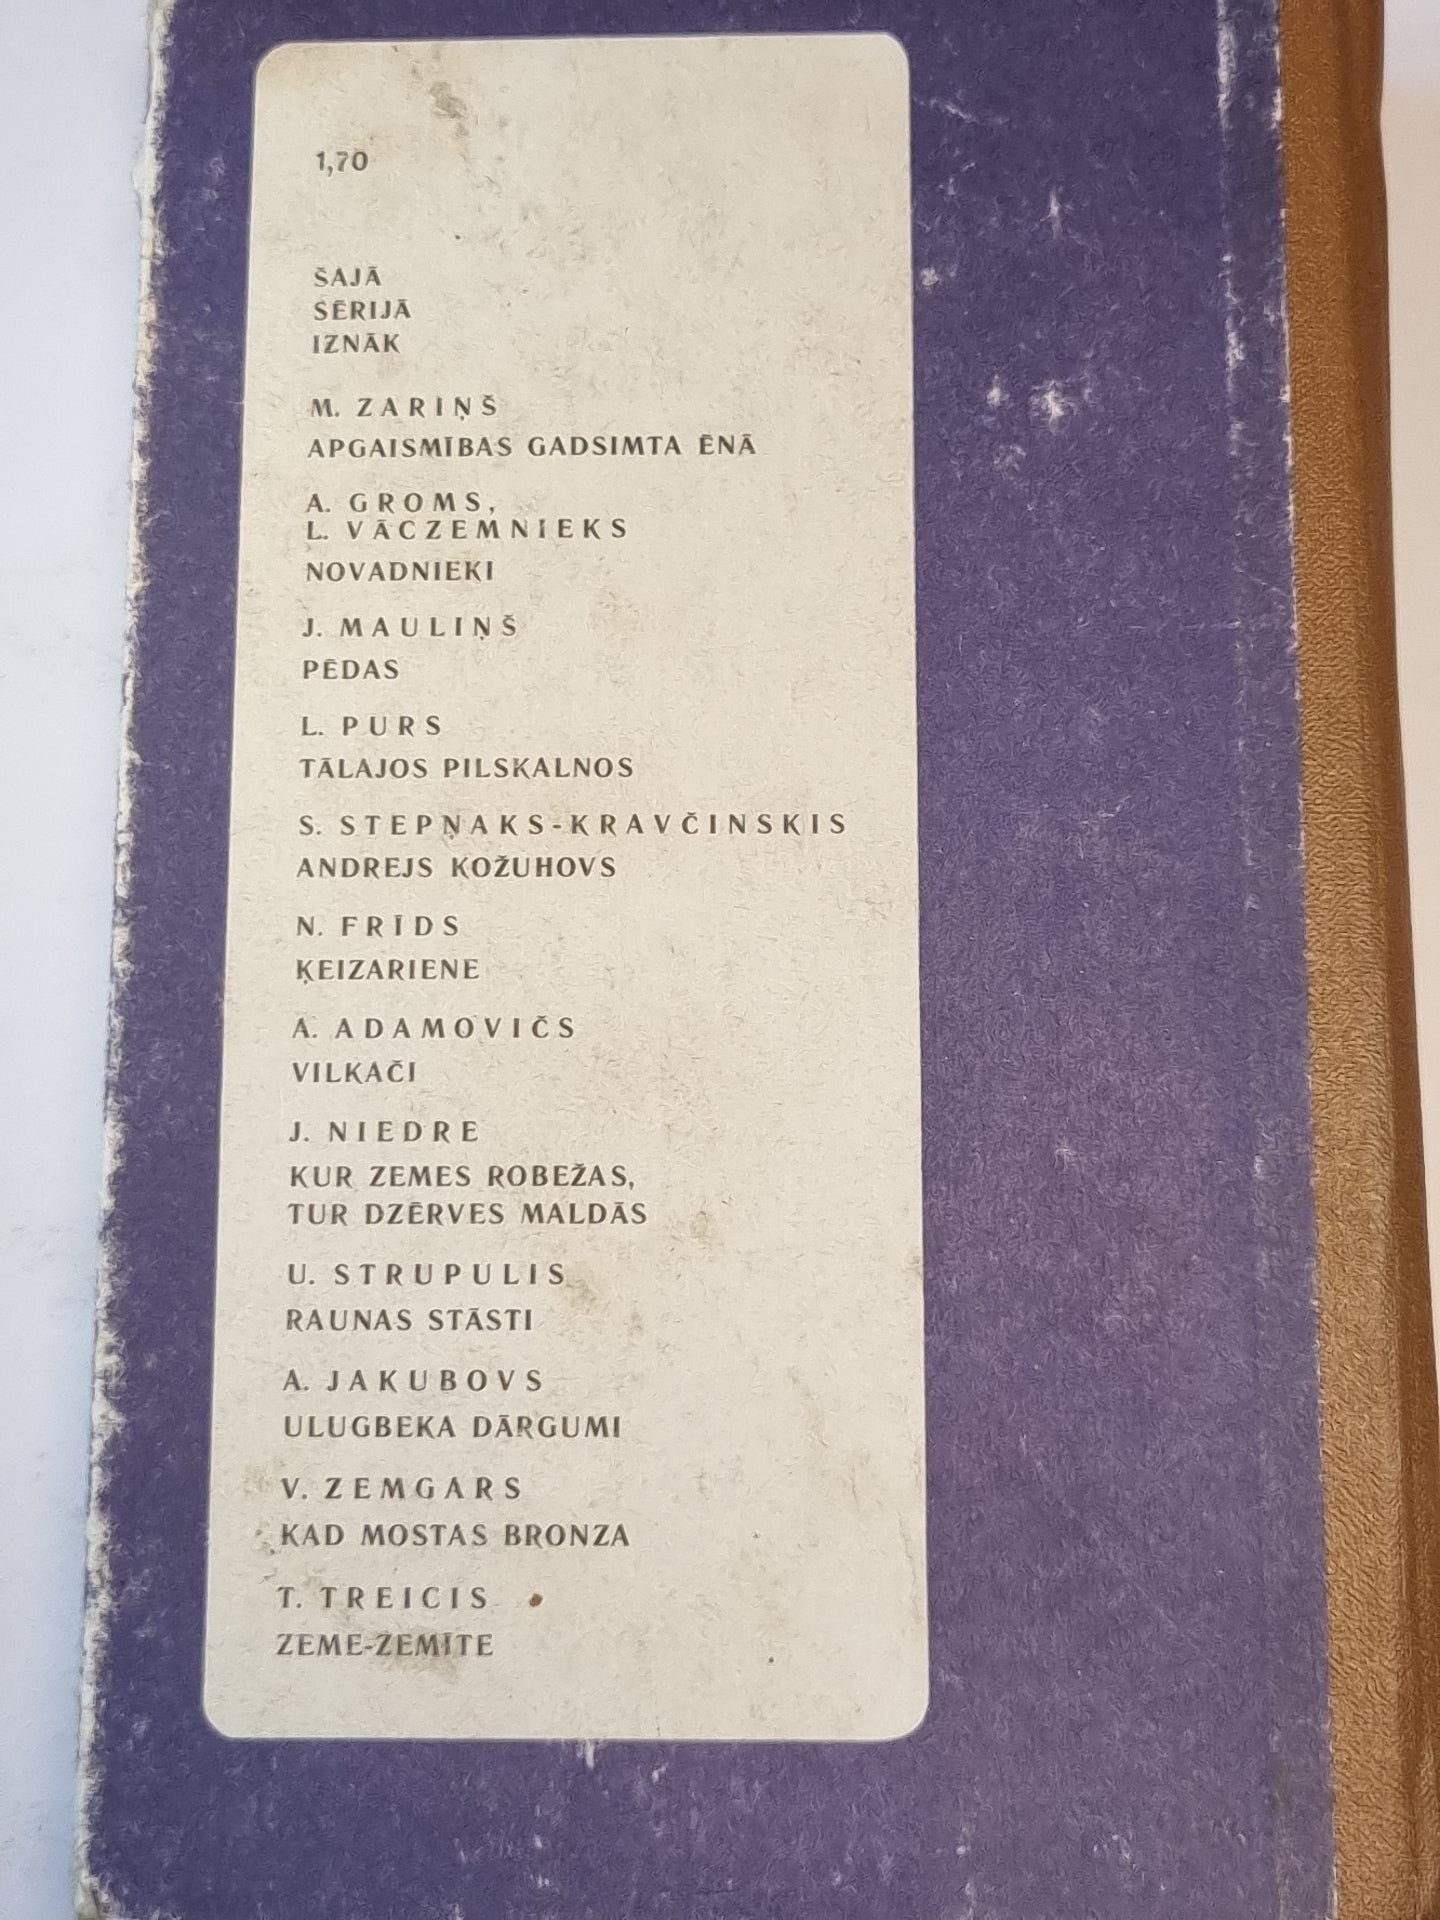 1,70
ŠAJĀ
SĒRIJĀ
IZNĀK
M. ZARIŅŠ
APGAISMĪBAS GADSIMTA ĒNĀ
A. GROMS,
L. VĀCZEMNIEKS
NOVADNIEKI
J. MAULIŅŠ
PĒDAS
L. PURS
TĀLAJOS PILSKALNOS
S. STEPŅAKS-KRAVČINSKIS
ANDREJS KOŽUHOVS
N. FRĪDS
ĶEIZARIENE
A. ADAMOVIČS
VILKAČI
J. NIEDRE
KUR ZEMES ROBEŽAS,
TUR DZĒRVES MALDĀS
U. STRUPULIS
RAUNAS STĀSTI
A. JAKUBOVS
ULUGBEKA DĀRGUMI
V. ZEMGARS
KAD MOSTAS BRONZA
T. TREICIS
ZEME-ZEMĪTE